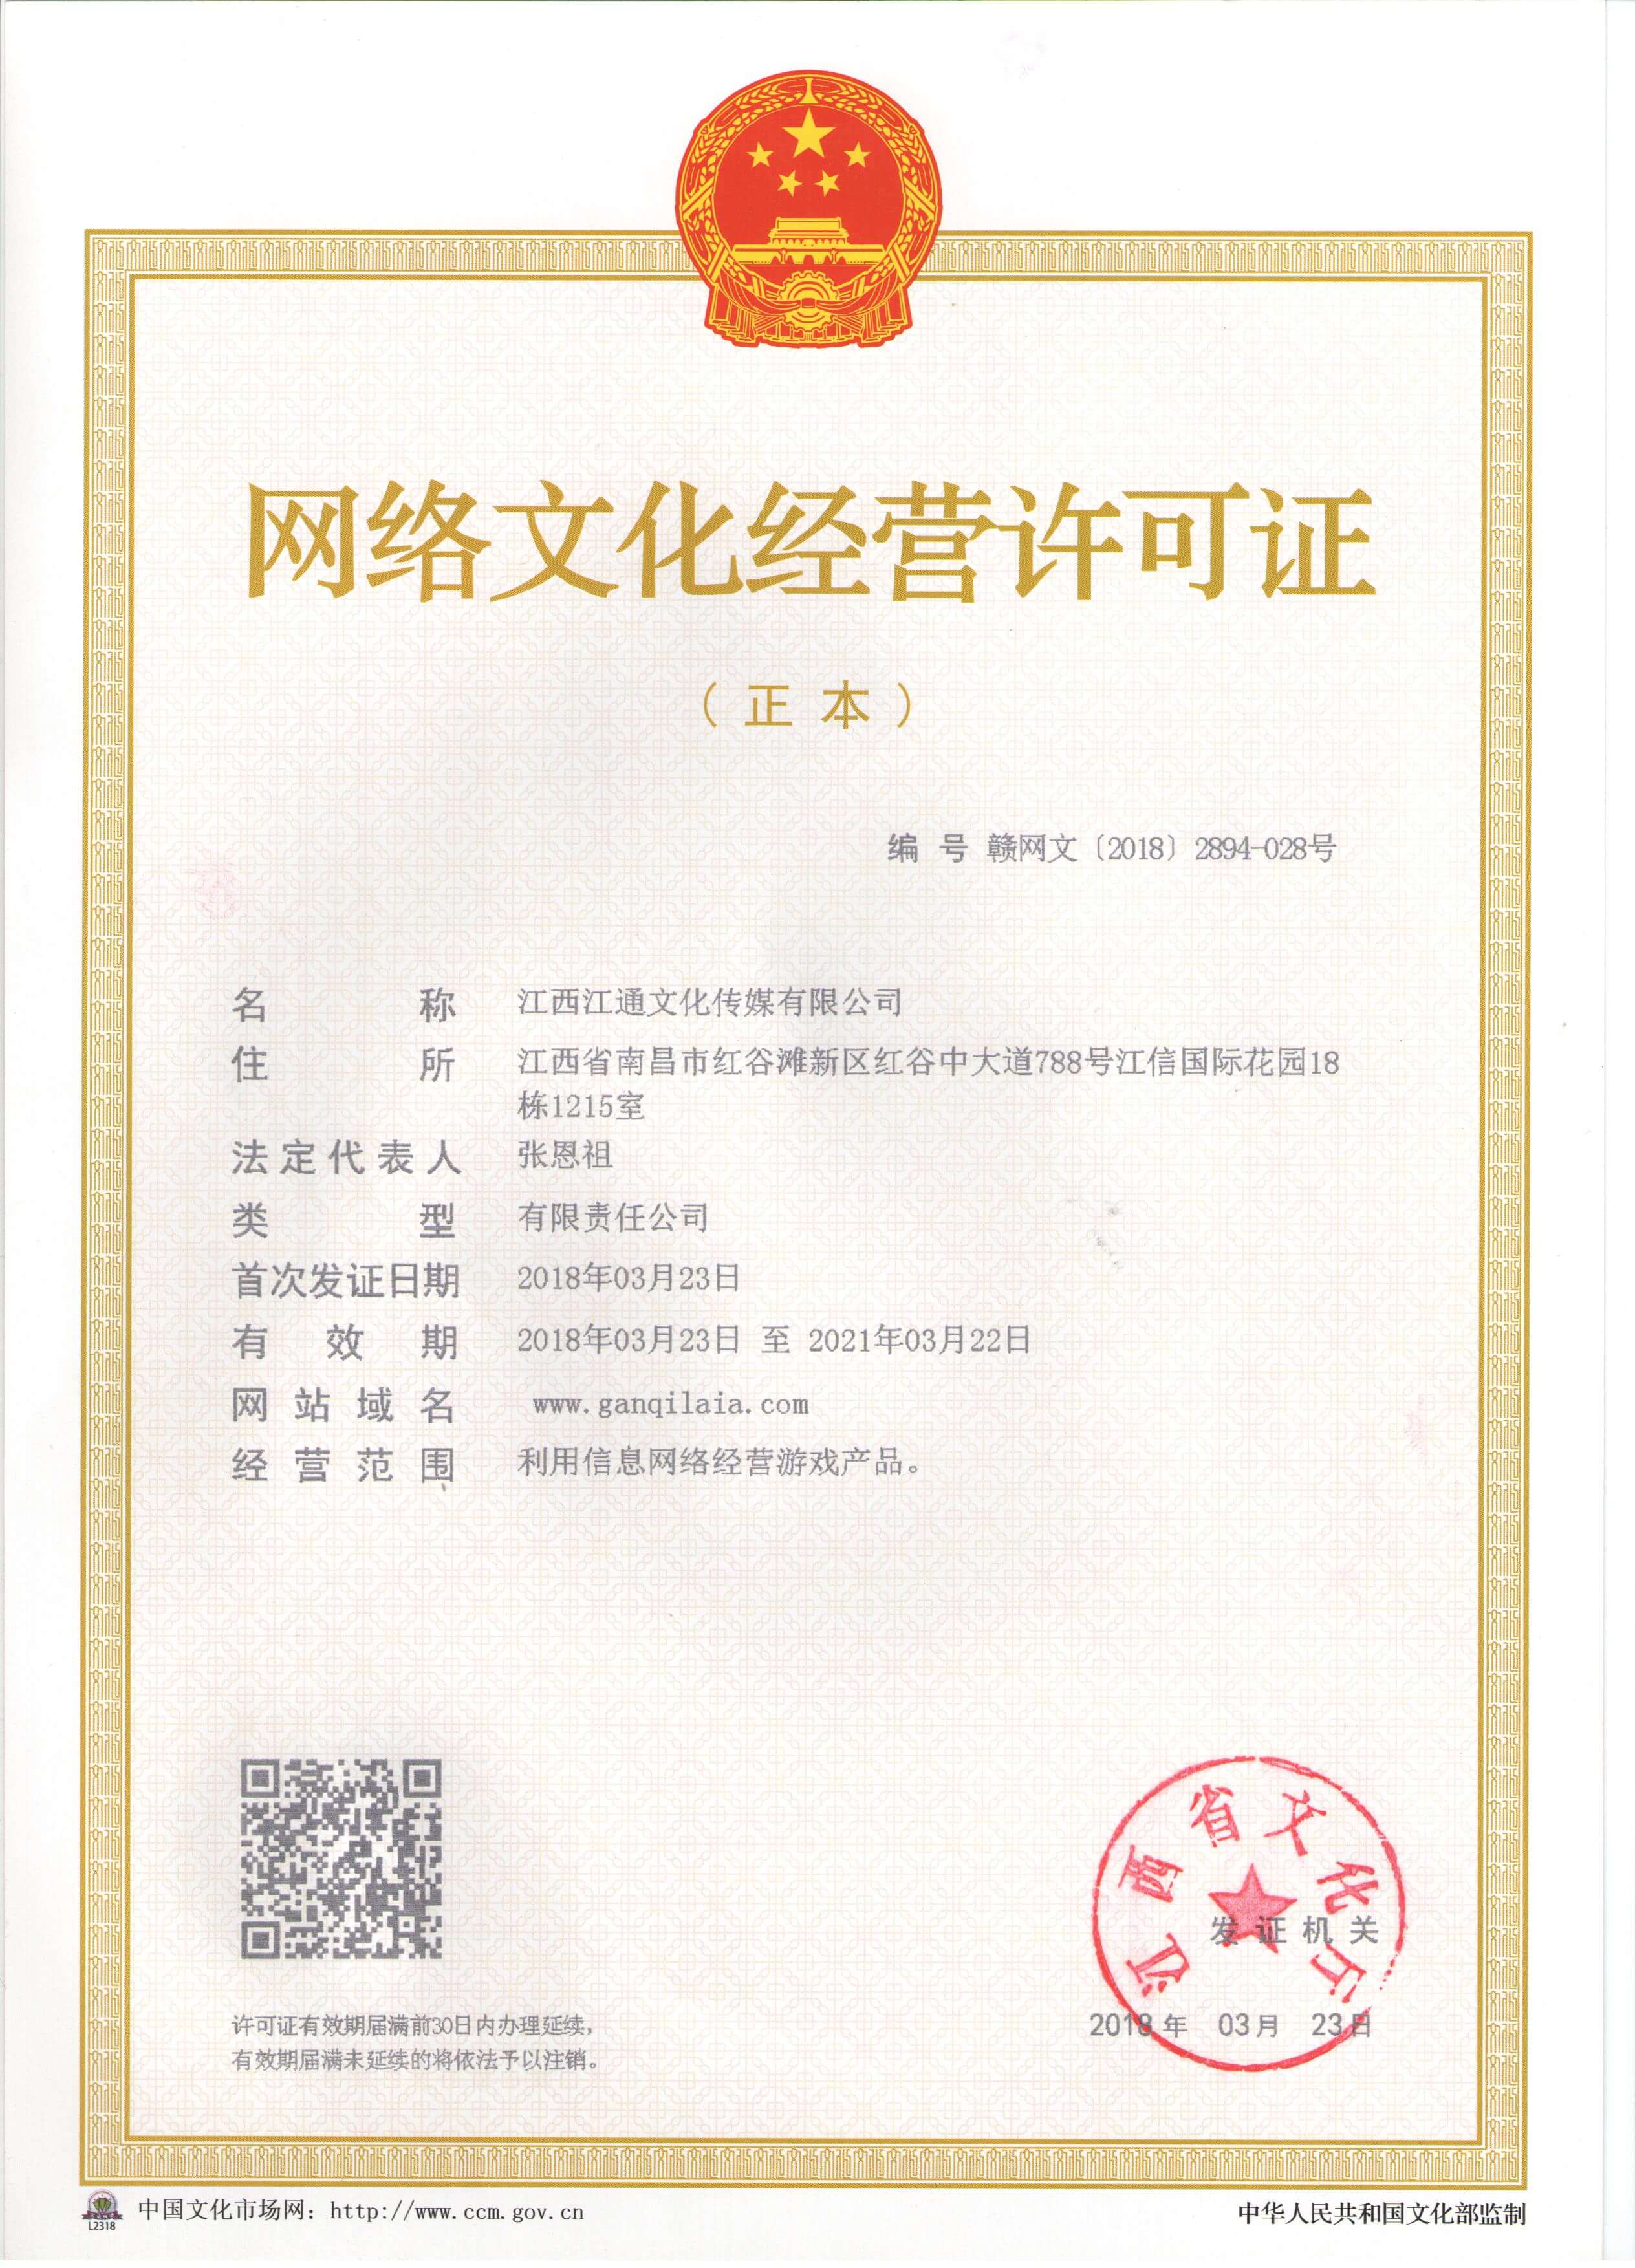 网络文化经营许可证
（正本）
编 号 赣网文〔2018〕2894-028号
名 称 江西江通文化传媒有限公司
住 所 江西省南昌市红谷滩新区红谷中大道788号江信国际花园18
栋1215室
法定代表人 张恩祖
类 型 有限责任公司
首次发证日期 2018年03月23日
有 效 期 2018年03月23日 至 2021年03月22日
网 站 域 名 www.ganqilaia.com
经 营 范 围 利用信息网络经营游戏产品。
江西省文化厅
发 证 机 关
2018 年 03 月 23 日
许可证有效期届满前30日内办理延续，
有效期届满未延续的将依法予以注销。
L2318
中国文化市场网：http://www.ccm.gov.cn
中华人民共和国文化部监制